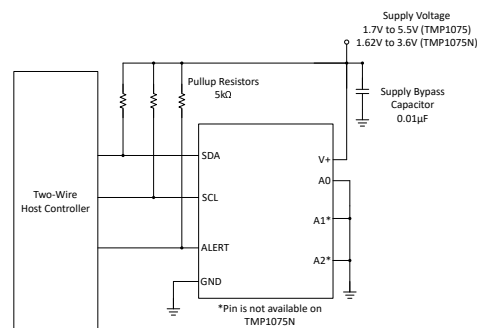 Supply Voltage
1.7V to 5.5V (TMP1075)
1.62V to 3.6V (TMP1075N)
Pullup Resistors
5kΩ
Supply Bypass
Capacitor
0.01µF
Two-Wire
Host Controller
SDA
SCL
ALERT
GND
V+
A0
A1*
A2*
*Pin is not available on
TMP1075N